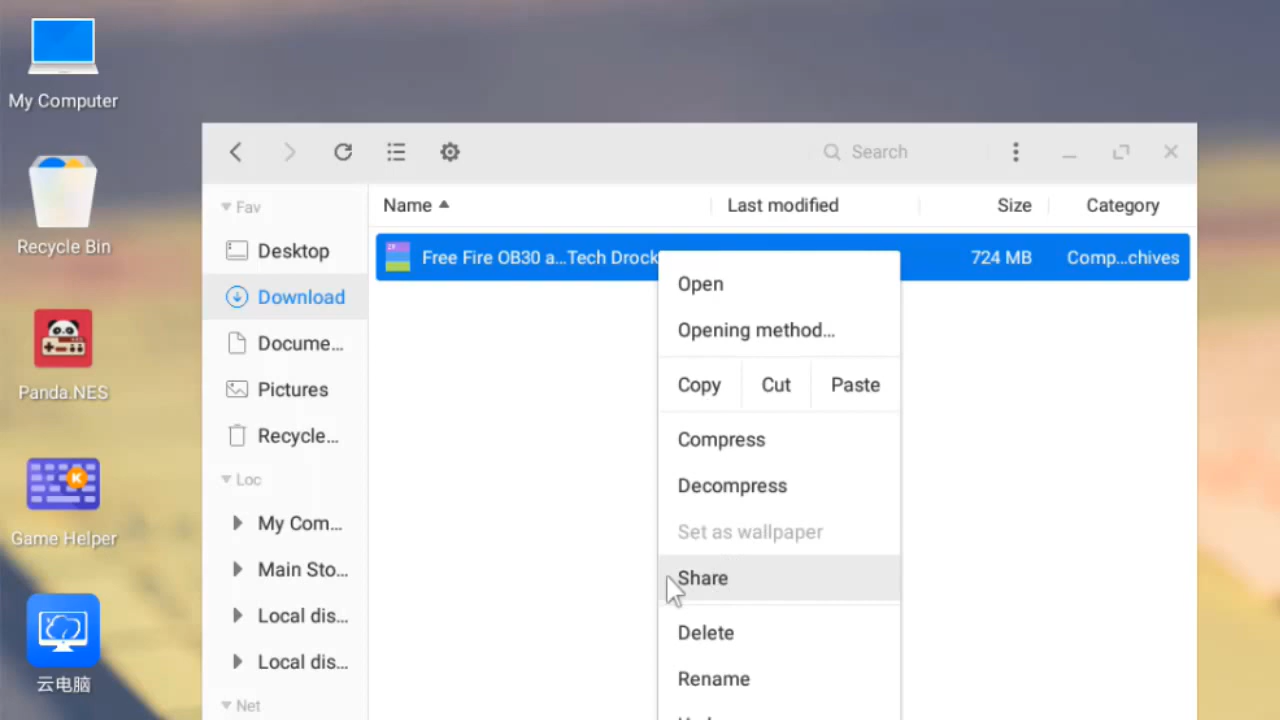 My Computer
Recycle Bin
Panda.NES
Game Helper
云电脑
Search
Fav
Desktop
Download
Docume...
Pictures
Recycle...
Loc
My Com...
Main Sto...
Local dis...
Local dis...
Net
Name Last modified Size Category
Free Fire OB30 a...Tech Drock 724 MB Comp...chives
Open
Opening method...
Copy Cut Paste
Compress
Decompress
Set as wallpaper
Share
Delete
Rename